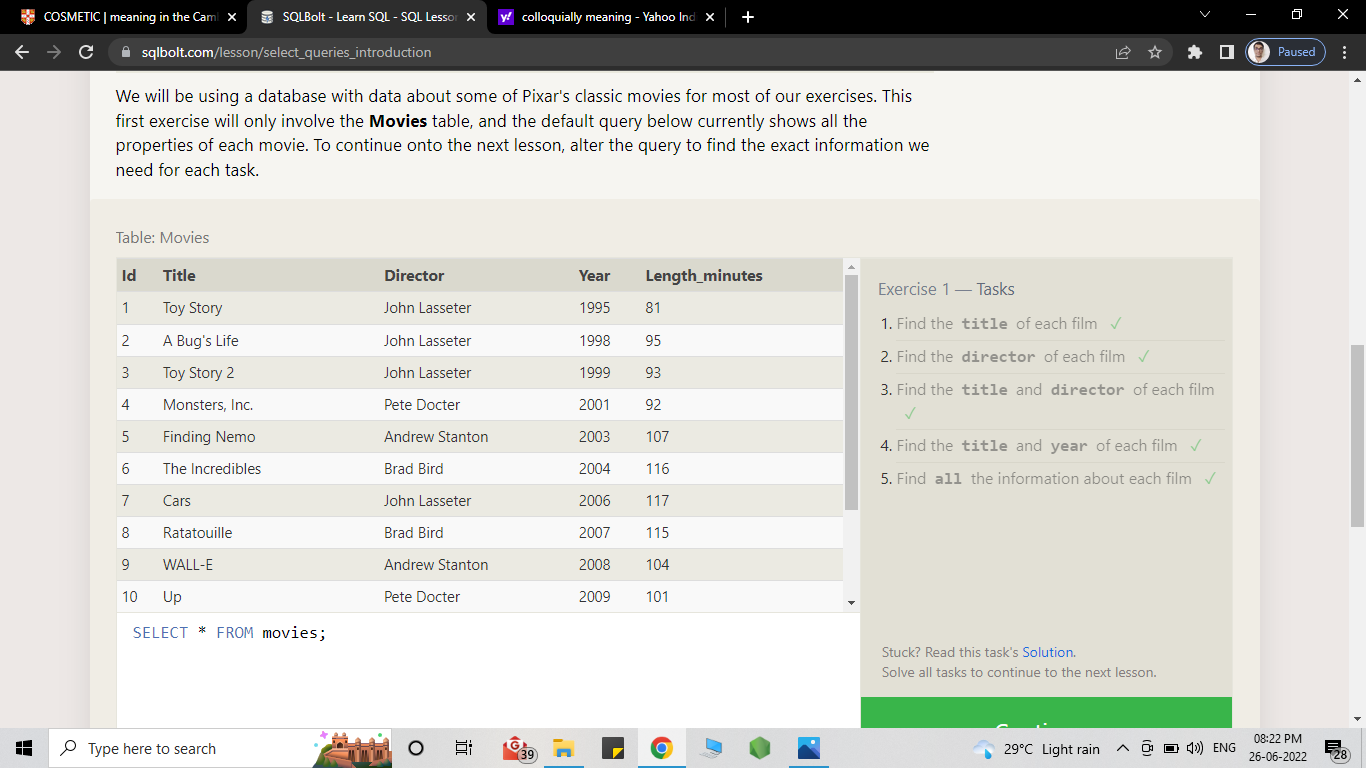 COSMETIC | meaning in the Cam
SQLBolt - Learn SQL - SQL Lesson
colloquially meaning - Yahoo Ind
sqlbolt.com/lesson/select_queries_introduction
Paused
We will be using a database with data about some of Pixar's classic movies for most of our exercises. This
first exercise will only involve the Movies table, and the default query below currently shows all the
properties of each movie. To continue onto the next lesson, alter the query to find the exact information we
need for each task.
Table: Movies
Id Title Director Year Length_minutes
1 Toy Story John Lasseter 1995 81
2 A Bug's Life John Lasseter 1998 95
3 Toy Story 2 John Lasseter 1999 93
4 Monsters, Inc. Pete Docter 2001 92
5 Finding Nemo Andrew Stanton 2003 107
6 The Incredibles Brad Bird 2004 116
7 Cars John Lasseter 2006 117
8 Ratatouille Brad Bird 2007 115
9 WALL-E Andrew Stanton 2008 104
10 Up Pete Docter 2009 101
SELECT * FROM movies;
Exercise 1 — Tasks
1. Find the title of each film ✓
2. Find the director of each film ✓
3. Find the title and director of each film
✓
4. Find the title and year of each film ✓
5. Find all the information about each film ✓
Stuck? Read this task's Solution.
Solve all tasks to continue to the next lesson.
Type here to search
39
29°C Light rain
ENG
08:22 PM
26-06-2022
28